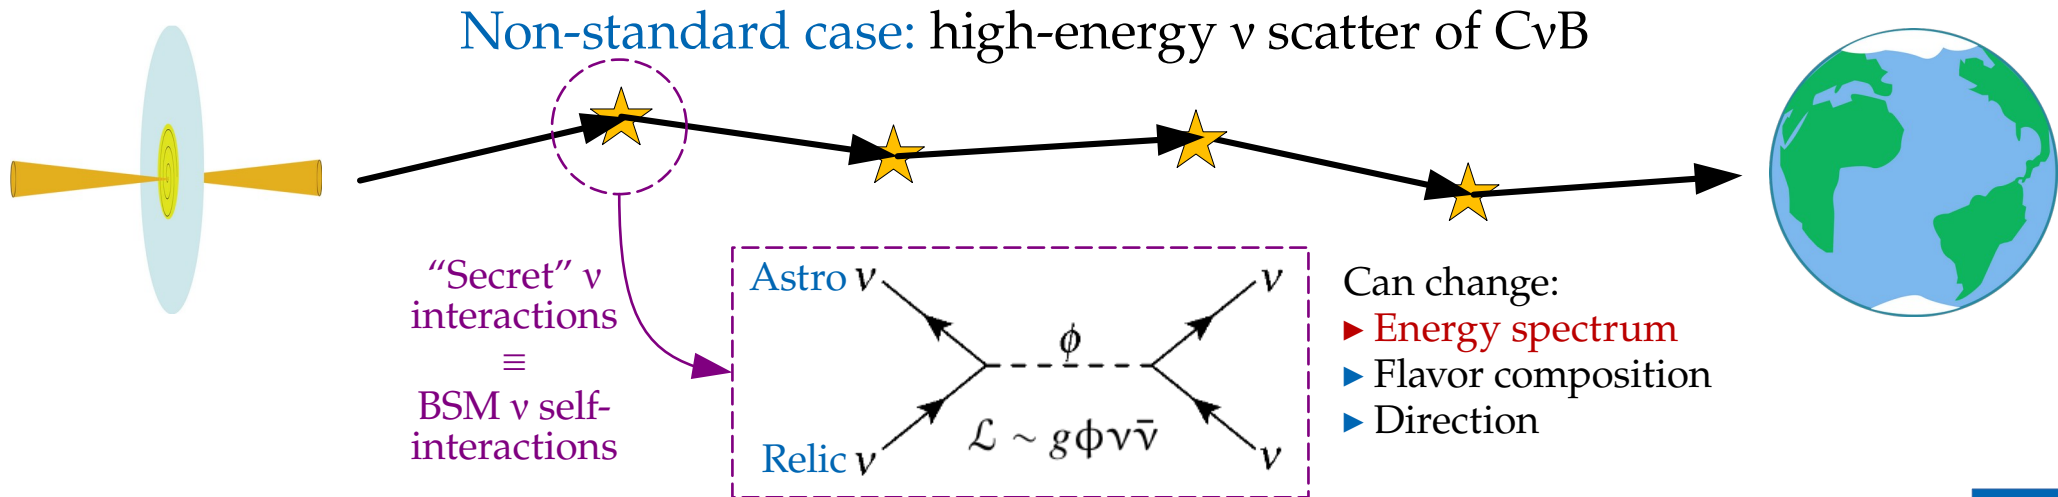 Non-standard case: high-energy ν scatter of CνB
“Secret” ν
interactions
≡
BSM ν self-
interactions
Astro ν
ν
ϕ
ℒ ~ gϕνν̄
Relic ν
ν
Can change:
▸ Energy spectrum
▸ Flavor composition
▸ Direction